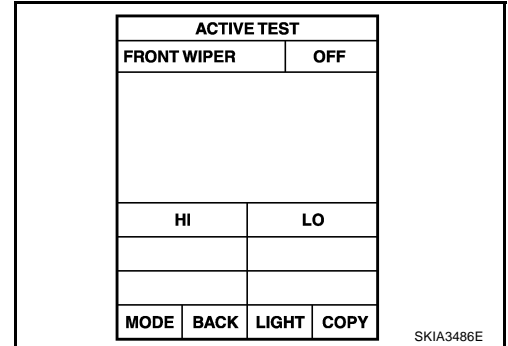 ACTIVE TEST
FRONT WIPER OFF
HI LO
MODE BACK LIGHT COPY
SKIA3486E